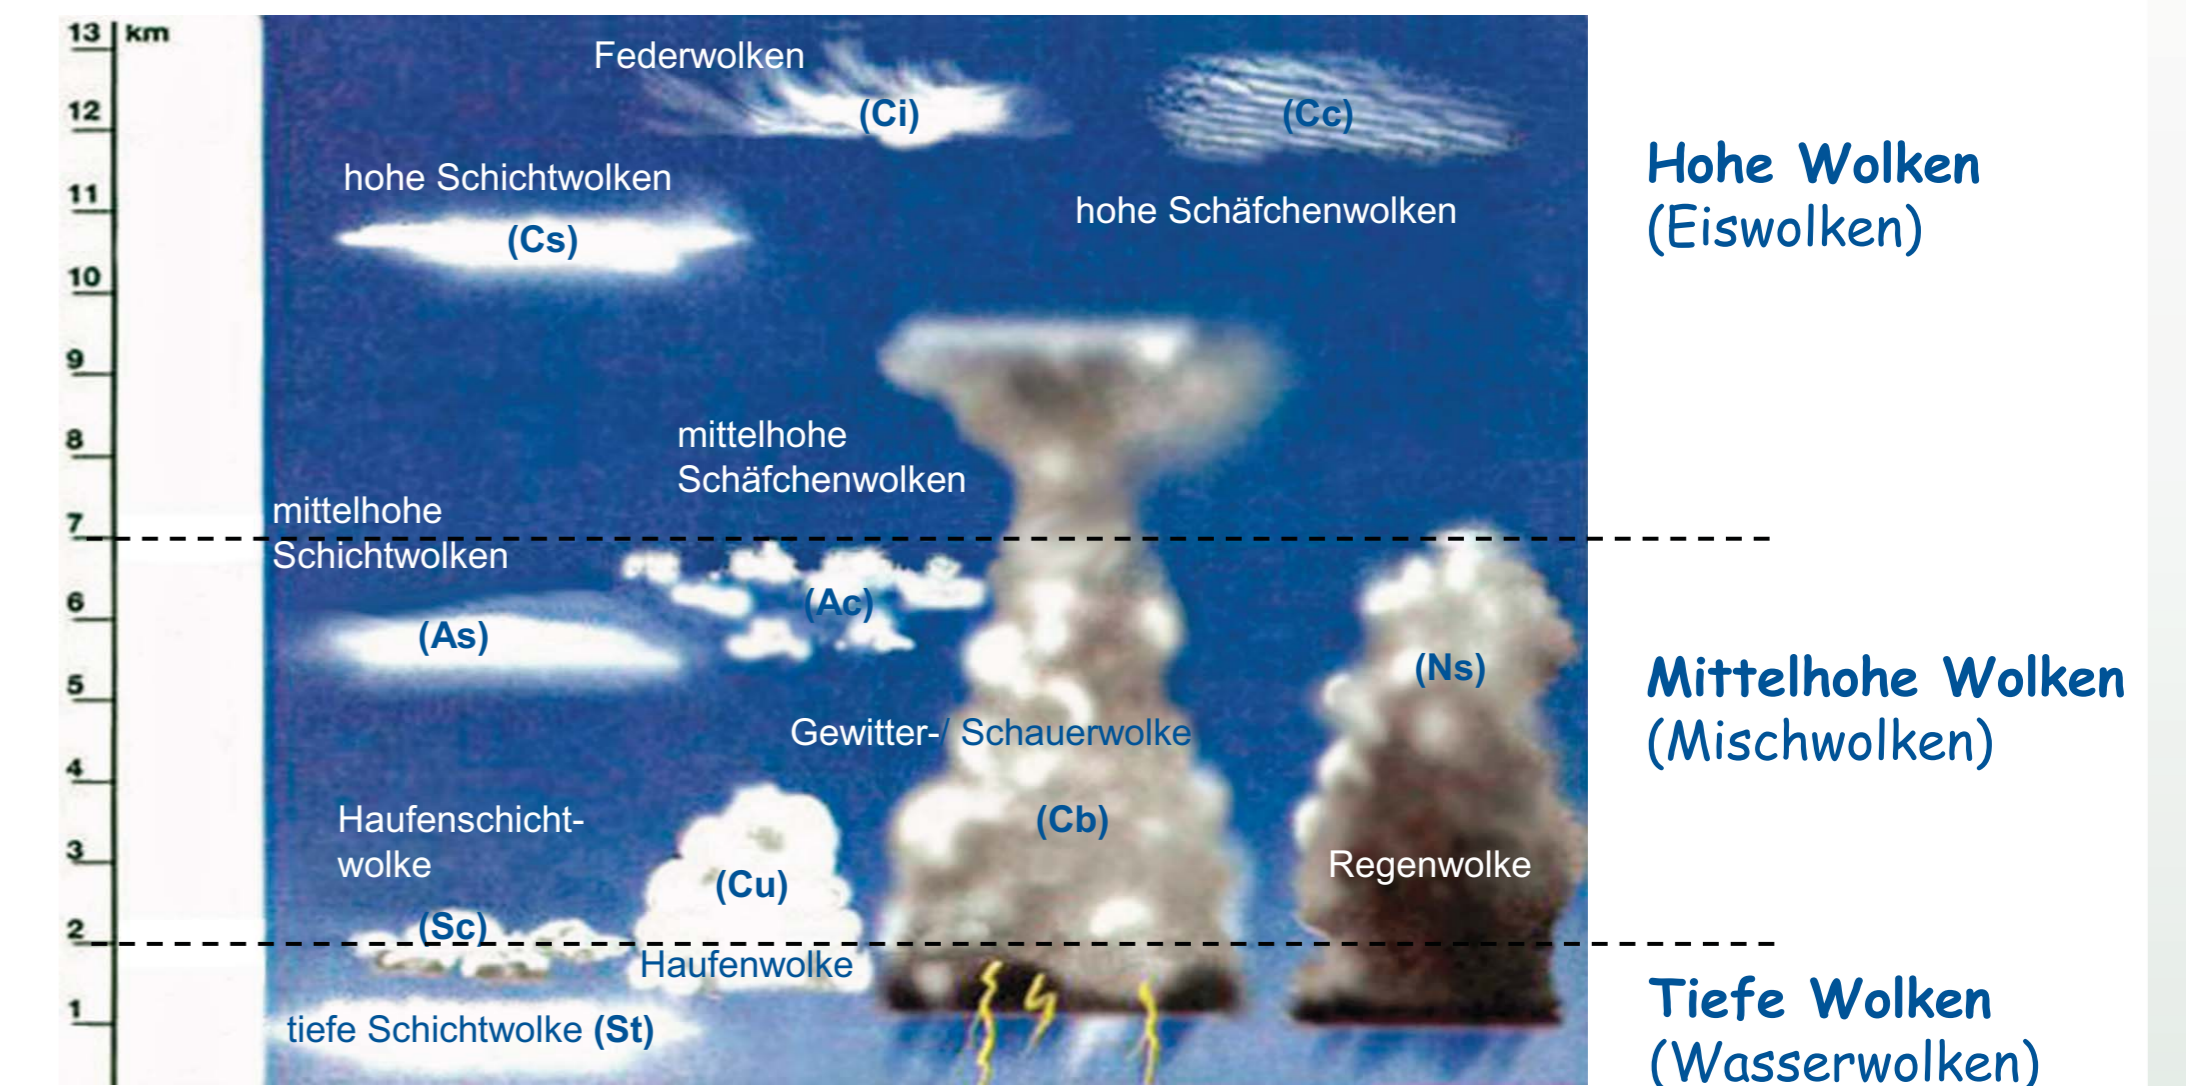 13 km
12
11
10
9
8
7
6
5
4
3
2
1
Federwolken
(Ci)
(Cc)
hohe Schichtwolken
(Cs)
hohe Schäfchenwolken
mittelhohe
Schäfchenwolken
mittelhohe
Schichtwolken
(Ac)
(As)
(Ns)
Gewitter-/ Schauerwolke
(Cb)
Haufenschicht-
wolke
(Sc)
(Cu)
Haufenwolke
Regenwolke
tiefe Schichtwolke (St)
Hohe Wolken
(Eiswolken)
Mittelhohe Wolken
(Mischwolken)
Tiefe Wolken
(Wasserwolken)